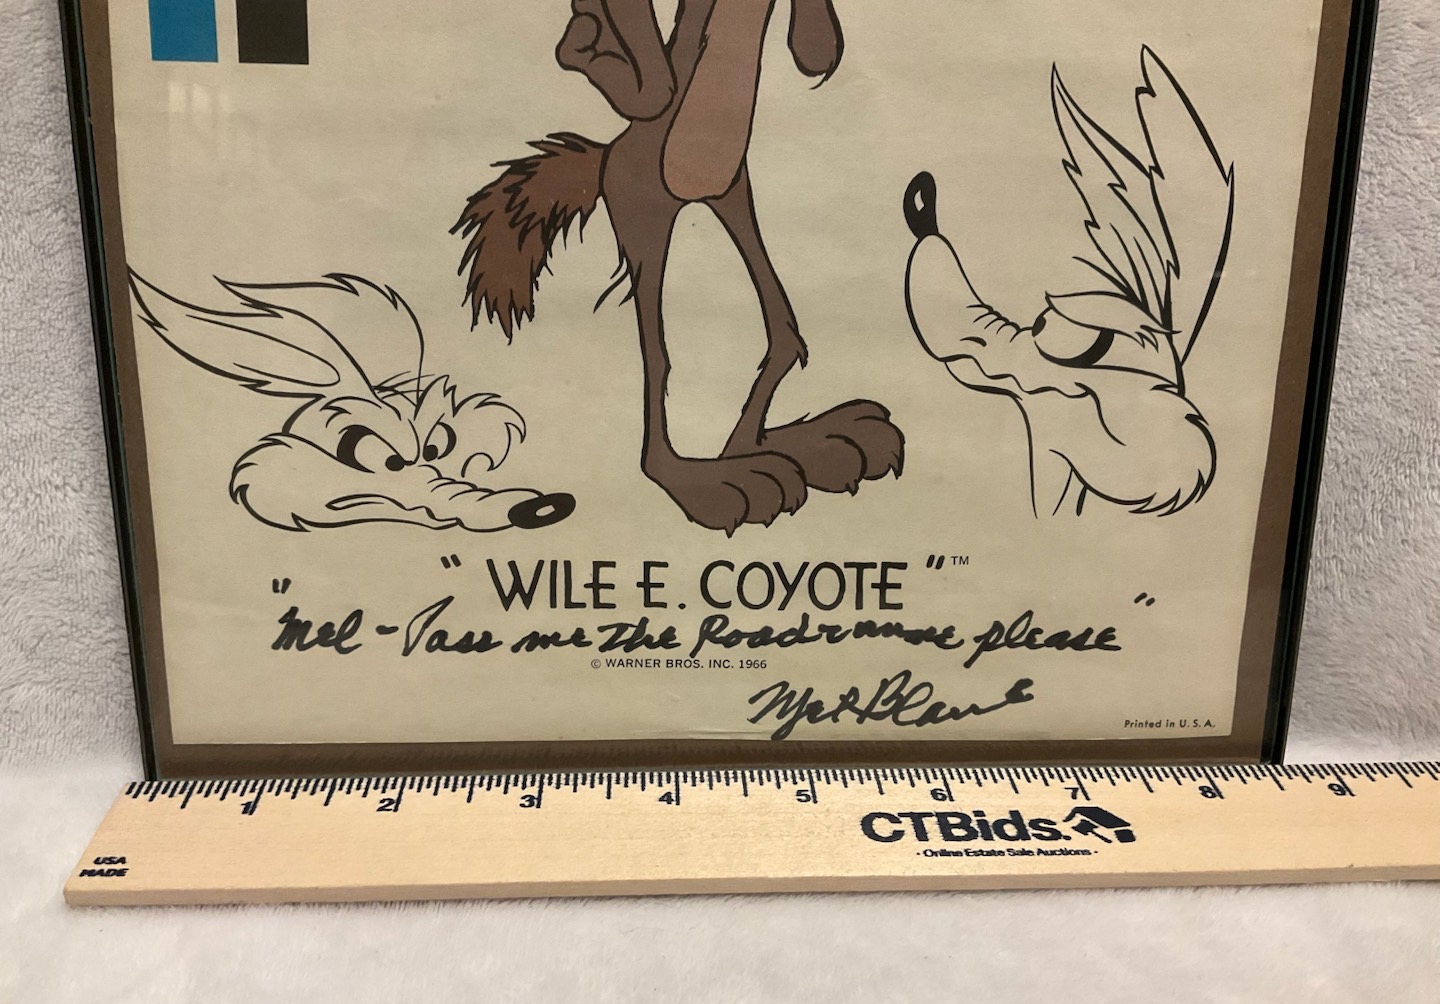 " WILE E. COYOTE " ™
" Mel - Pass me the Roadrunner please "
© WARNER BROS. INC. 1966
Mel Blanc
Printed in U. S. A.
1 2 3 4 5 6 7 8 9
CTBids.
· Online Estate Sale Auctions ·
USA
MADE